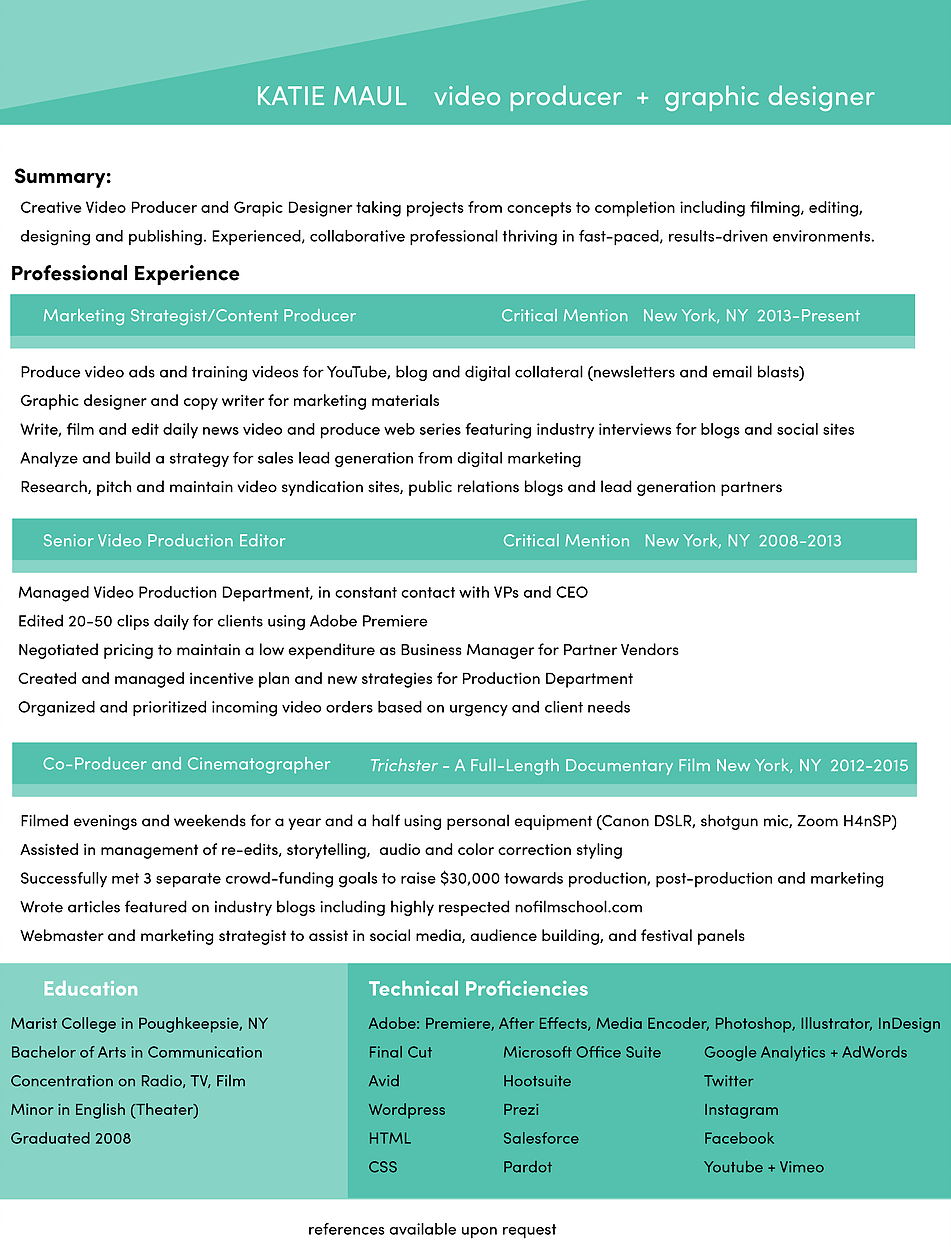 KATIE MAUL video producer + graphic designer
Summary:
Creative Video Producer and Grapic Designer taking projects from concepts to completion including filming, editing,
designing and publishing. Experienced, collaborative professional thriving in fast-paced, results-driven environments.
Professional Experience
Marketing Strategist/Content Producer Critical Mention New York, NY 2013-Present
Produce video ads and training videos for YouTube, blog and digital collateral (newsletters and email blasts)
Graphic designer and copy writer for marketing materials
Write, film and edit daily news video and produce web series featuring industry interviews for blogs and social sites
Analyze and build a strategy for sales lead generation from digital marketing
Research, pitch and maintain video syndication sites, public relations blogs and lead generation partners
Senior Video Production Editor Critical Mention New York, NY 2008-2013
Managed Video Production Department, in constant contact with VPs and CEO
Edited 20-50 clips daily for clients using Adobe Premiere
Negotiated pricing to maintain a low expenditure as Business Manager for Partner Vendors
Created and managed incentive plan and new strategies for Production Department
Organized and prioritized incoming video orders based on urgency and client needs
Co-Producer and Cinematographer Trichster - A Full-Length Documentary Film New York, NY 2012-2015
Filmed evenings and weekends for a year and a half using personal equipment (Canon DSLR, shotgun mic, Zoom H4nSP)
Assisted in management of re-edits, storytelling, audio and color correction styling
Successfully met 3 separate crowd-funding goals to raise $30,000 towards production, post-production and marketing
Wrote articles featured on industry blogs including highly respected nofilmschool.com
Webmaster and marketing strategist to assist in social media, audience building, and festival panels
Education
Marist College in Poughkeepsie, NY
Bachelor of Arts in Communication
Concentration on Radio, TV, Film
Minor in English (Theater)
Graduated 2008
Technical Proficiencies
Adobe: Premiere, After Effects, Media Encoder, Photoshop, Illustrator, InDesign
Final Cut Microsoft Office Suite Google Analytics + AdWords
Avid Hootsuite Twitter
Wordpress Prezi Instagram
HTML Salesforce Facebook
CSS Pardot Youtube + Vimeo
references available upon request